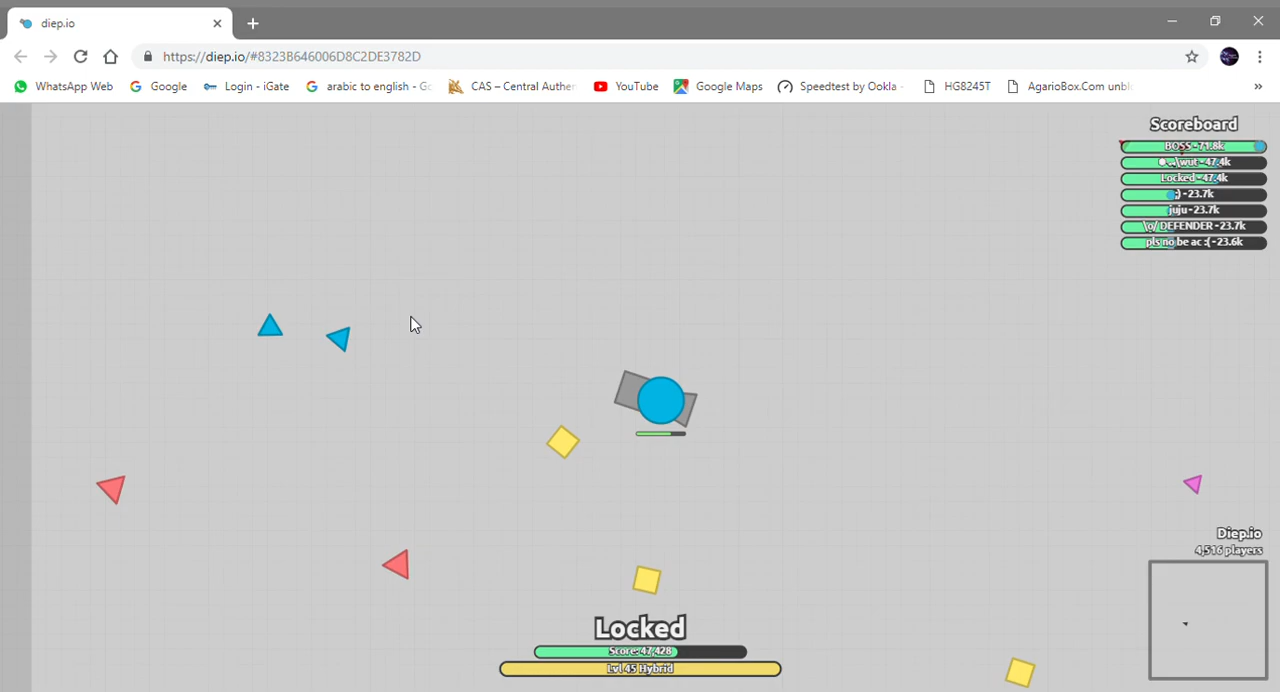 diep.io
https://diep.io/#8323B646006D8C2DE3782D
WhatsApp Web
Google
Login - iGate
arabic to english - Go
CAS – Central Authen
YouTube
Google Maps
Speedtest by Ookla -
HG8245T
AgarioBox.Com unbl
Scoreboard
BOSS - 71.8k
\wut - 47.4k
Locked - 47.4k
:) - 23.7k
juju - 23.7k
\o/ DEFENDER - 23.7k
pls no be ac :( - 23.6k
Diep.io
4,516 players
Locked
Score: 47,428
Lvl 45 Hybrid